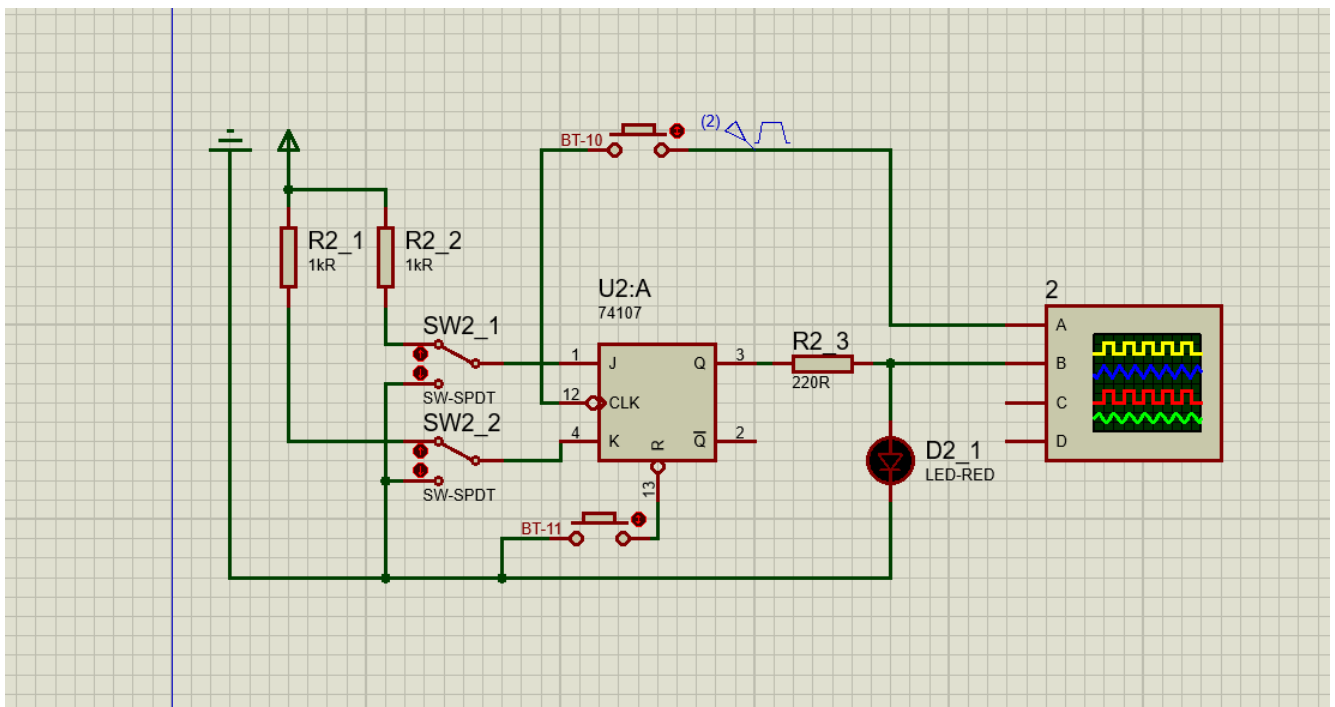 (2)
BT-10
R2_1
1kR
R2_2
1kR
2
A
B
C
D
U2:A
74107
SW2_1
SW-SPDT
SW2_2
SW-SPDT
1
J
12
CLK
4
K
Q
3
Q
2
R
13
R2_3
220R
D2_1
LED-RED
BT-11